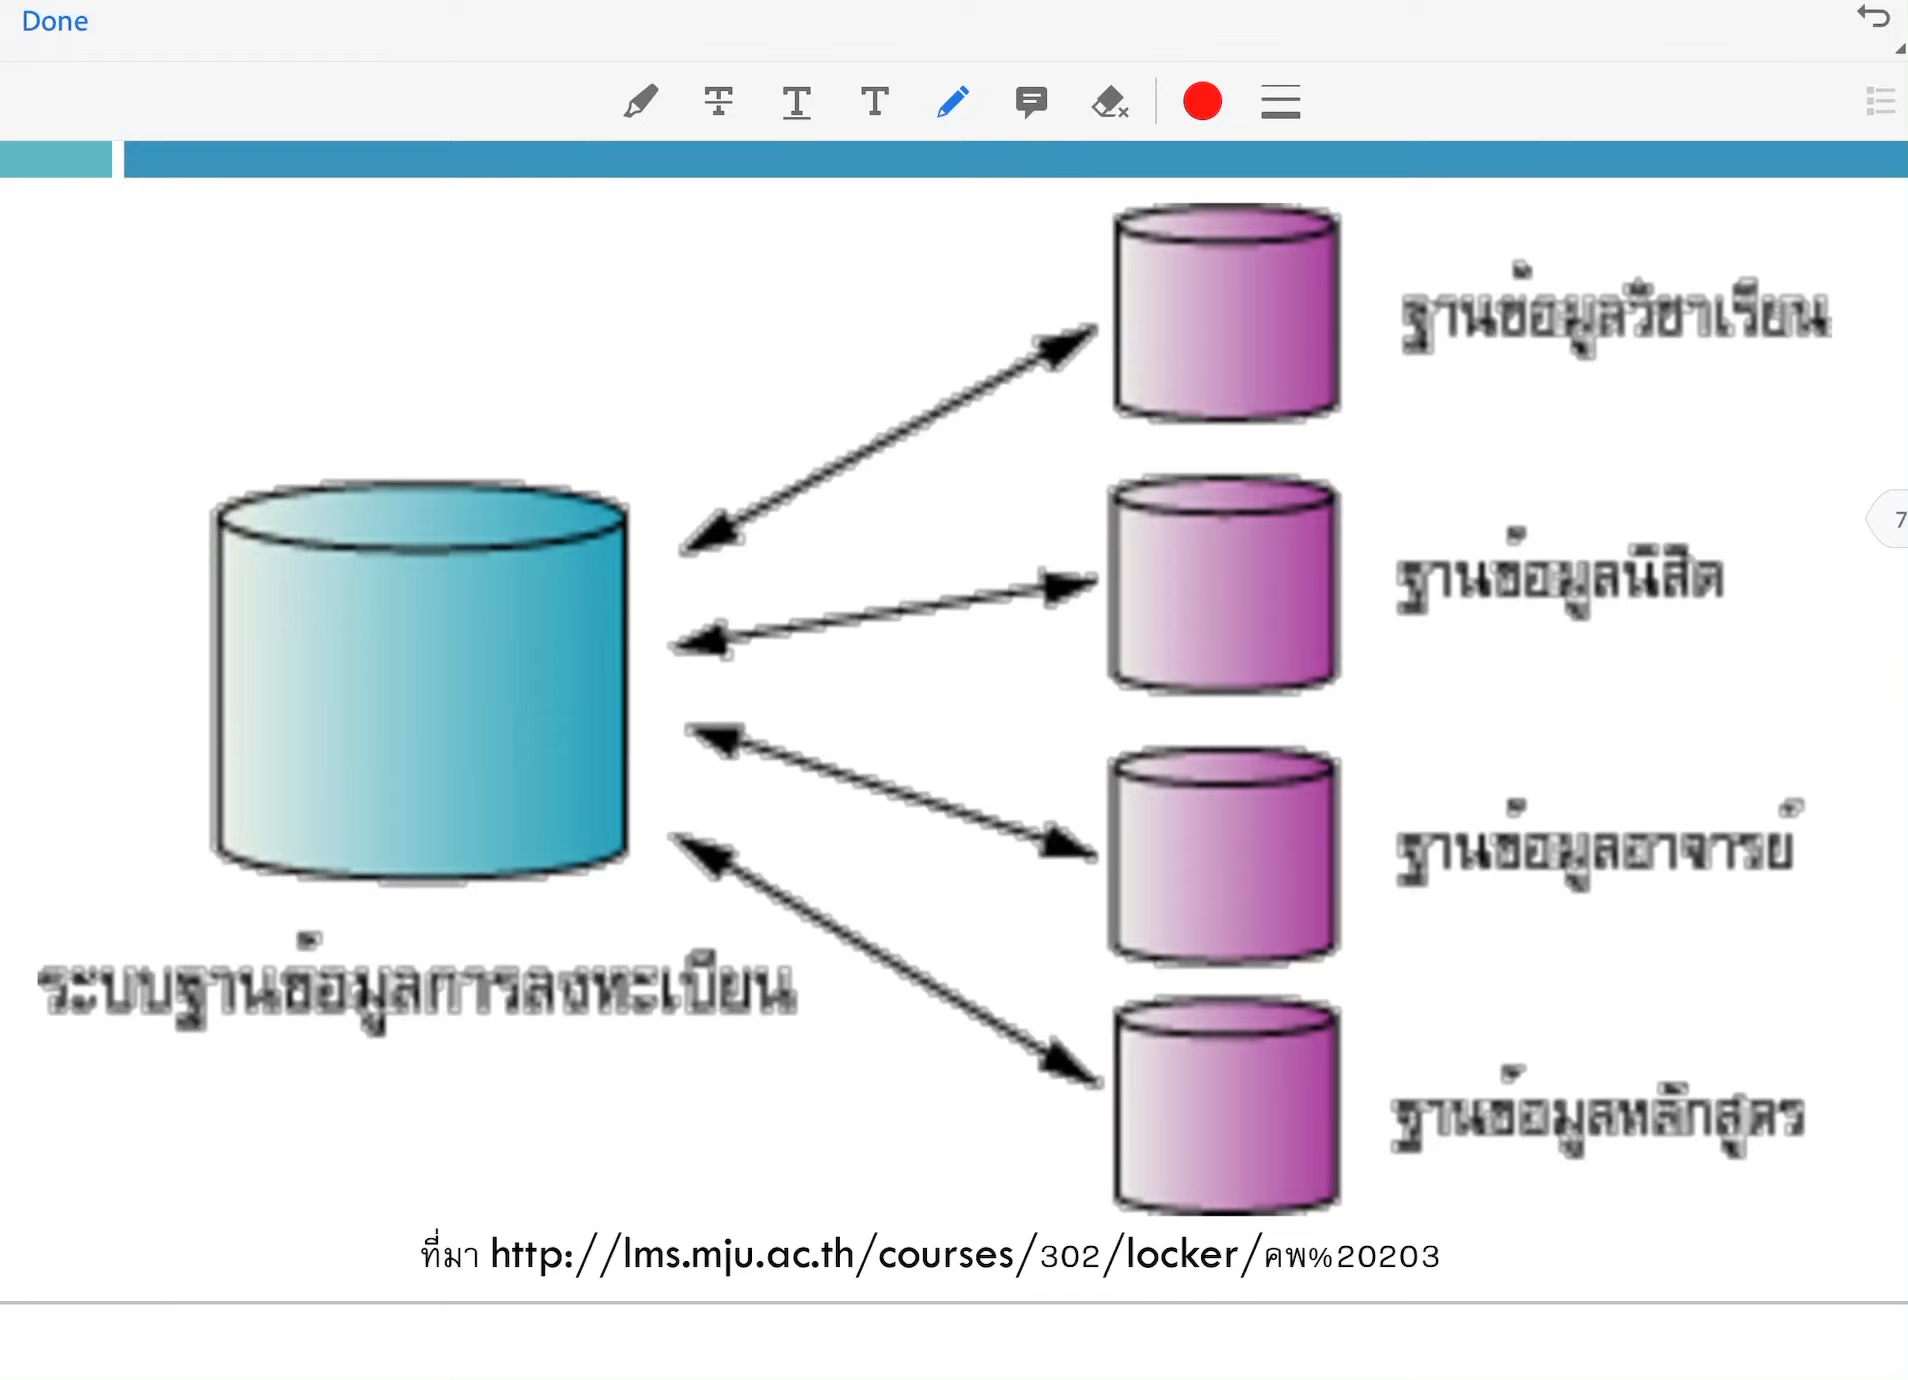 Done
7
ฐานข้อมูลวิชาเรียน
ฐานข้อมูลนิสิต
ฐานข้อมูลอาจารย์
ระบบฐานข้อมูลการลงทะเบียน
ฐานข้อมูลหลักสูตร
ที่มา http://lms.mju.ac.th/courses/302/locker/คพ%20203